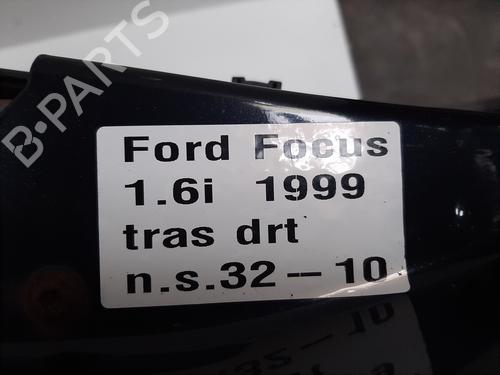 B-PARTS
Ford Focus
1.6i 1999
tras drt
n.s.32-10